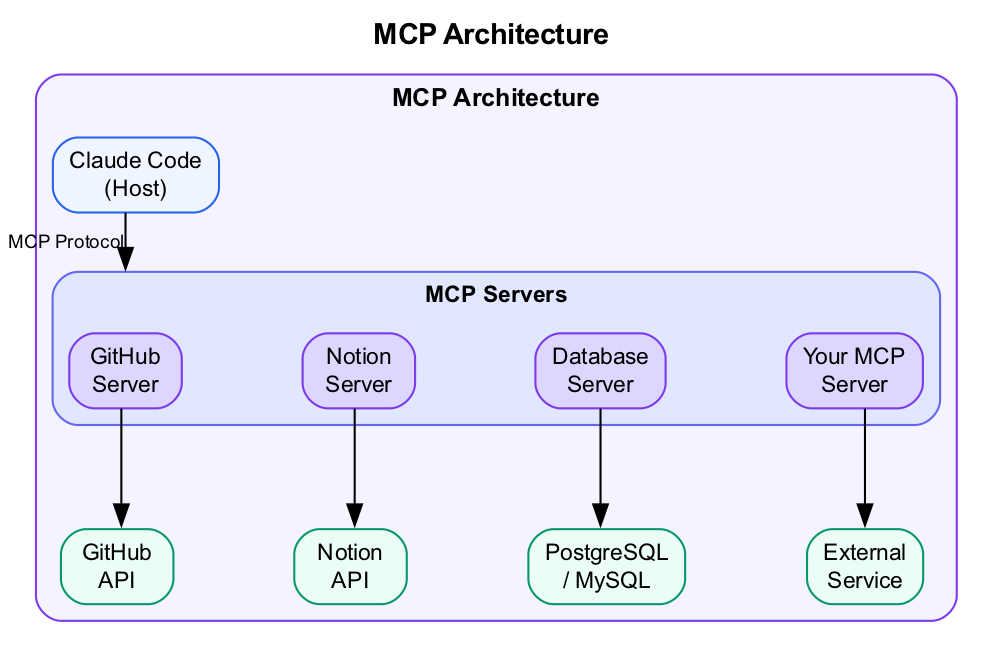 MCP Architecture
MCP Architecture
Claude Code
(Host)
MCP Protocol
MCP Servers
GitHub
Server
Notion
Server
Database
Server
Your MCP
Server
GitHub
API
Notion
API
PostgreSQL
/ MySQL
External
Service